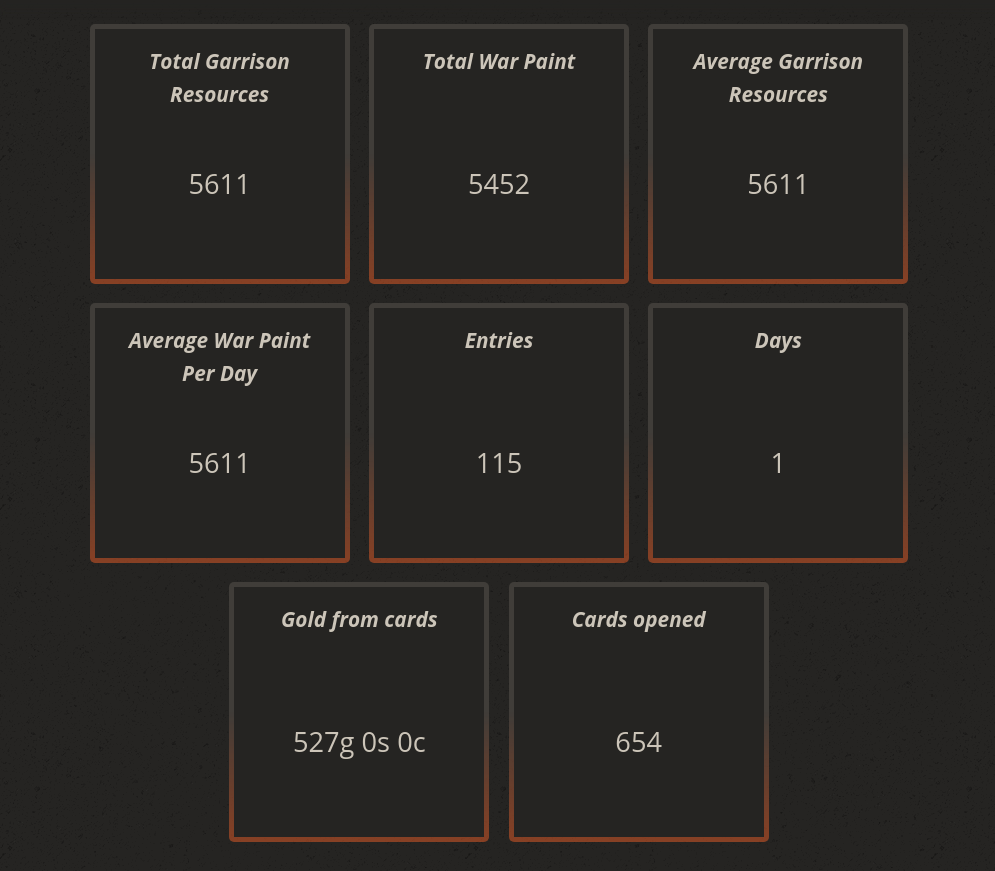 Total Garrison
Resources
5611
Total War Paint
5452
Average Garrison
Resources
5611
Average War Paint
Per Day
5611
Entries
115
Days
1
Gold from cards
527g 0s 0c
Cards opened
654